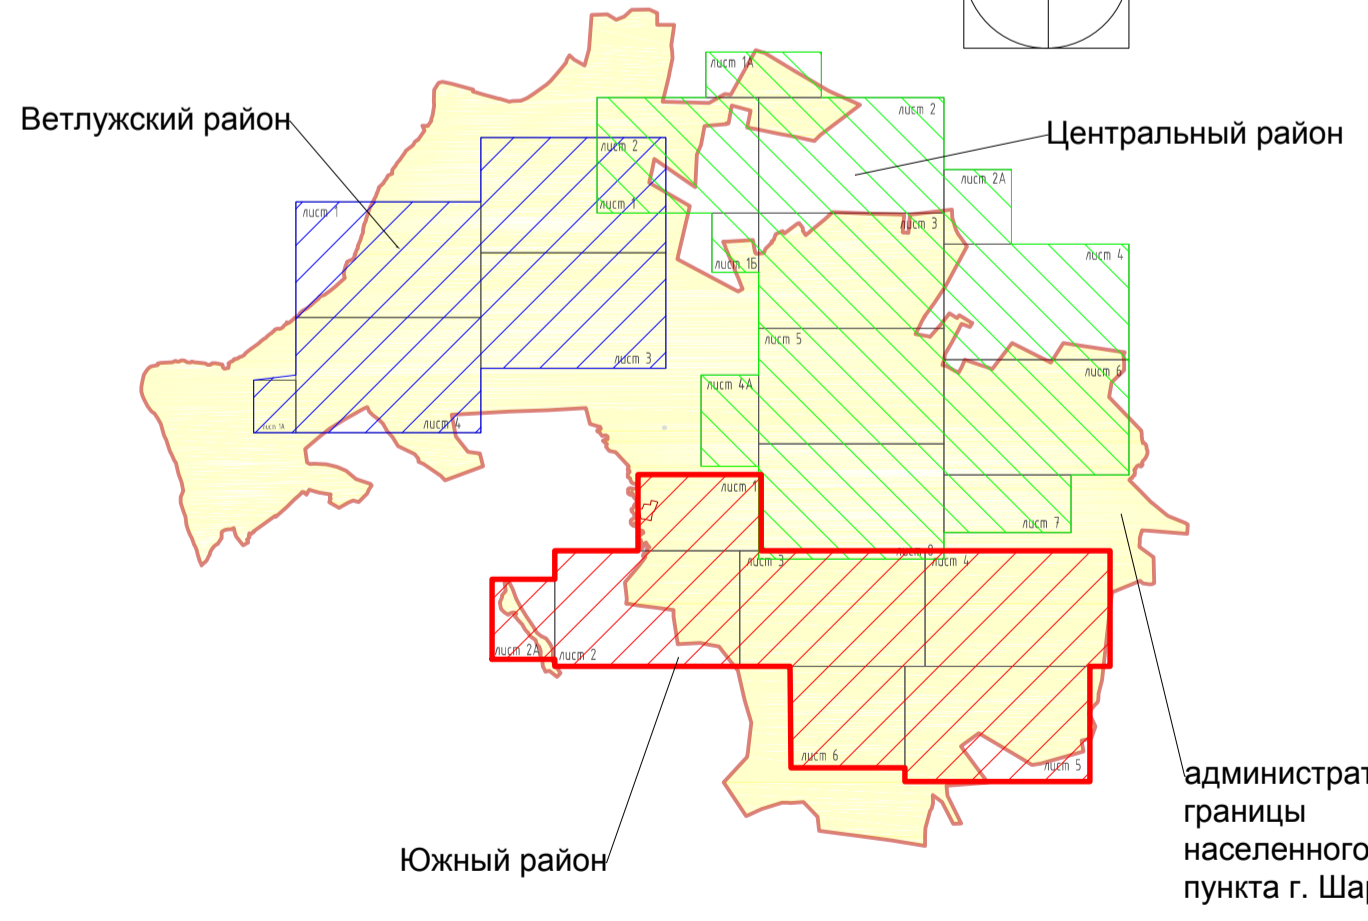 лист 1А
лист 2
Ветлужский район
Центральный район
лист 2
лист 2А
лист 1
лист 1
лист 3
лист 1Б
лист 4
лист 5
лист 3
лист 6
лист 4А
лист 4
лист 1А
лист 1
лист 7
лист 8
лист 3
лист 4
лист 2А
лист 2
лист 6
лист 5
администрат
границы
населенного
пункта г. Шар
Южный район